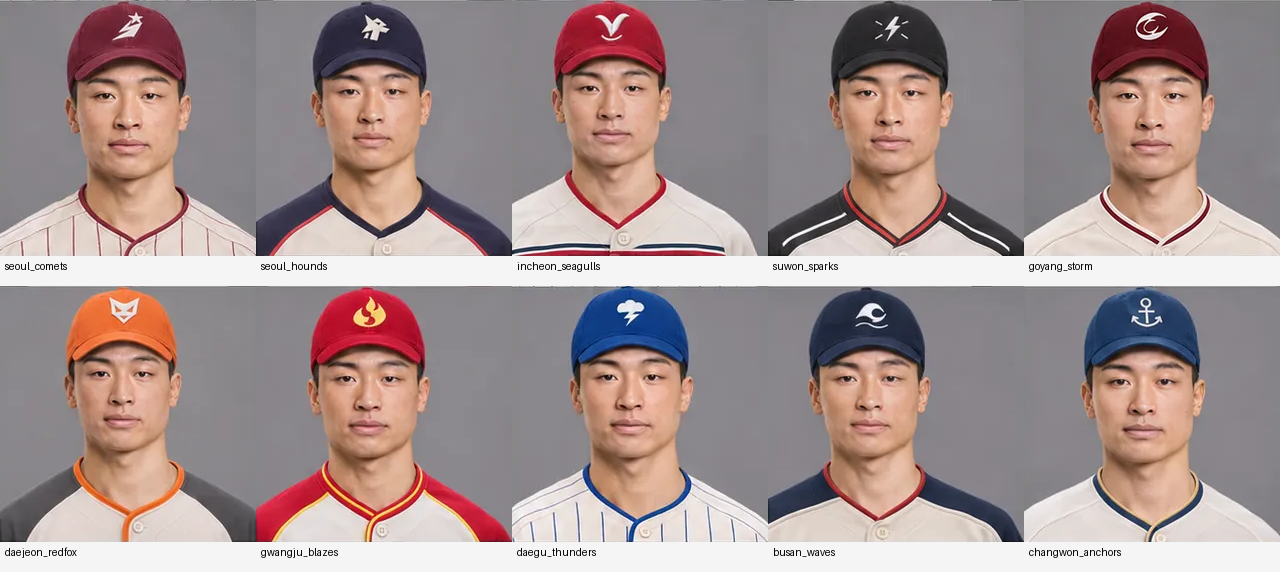 seoul_comets
seoul_hounds
incheon_seagulls
suwon_sparks
goyang_storm
daejeon_redfox
gwangju_blazes
daegu_thunders
busan_waves
changwon_anchors